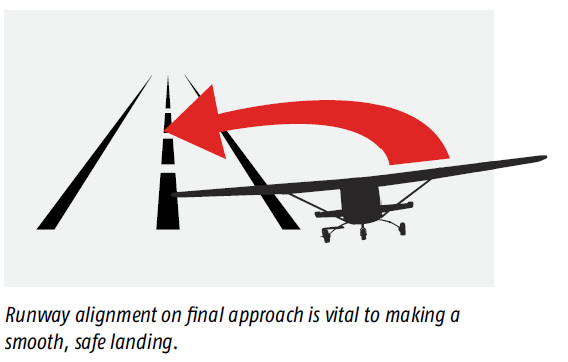 Runway alignment on final approach is vital to making a
smooth, safe landing.